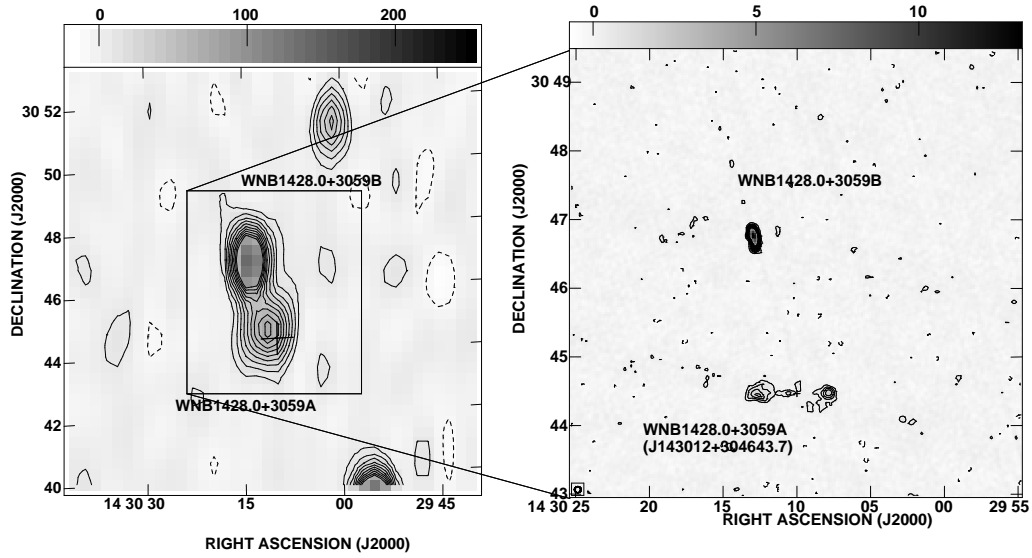 0 100 200
0 5 10
30 52
50
48
46
44
42
40
DECLINATION (J2000)
WNB1428.0+3059B
WNB1428.0+3059A
14 30 30 15 00 29 45
RIGHT ASCENSION (J2000)
30 49
48
47
46
45
44
43
DECLINATION (J2000)
WNB1428.0+3059B
WNB1428.0+3059A
(J143012+304643.7)
14 30 25 20 15 10 05 00 29 55
RIGHT ASCENSION (J2000)